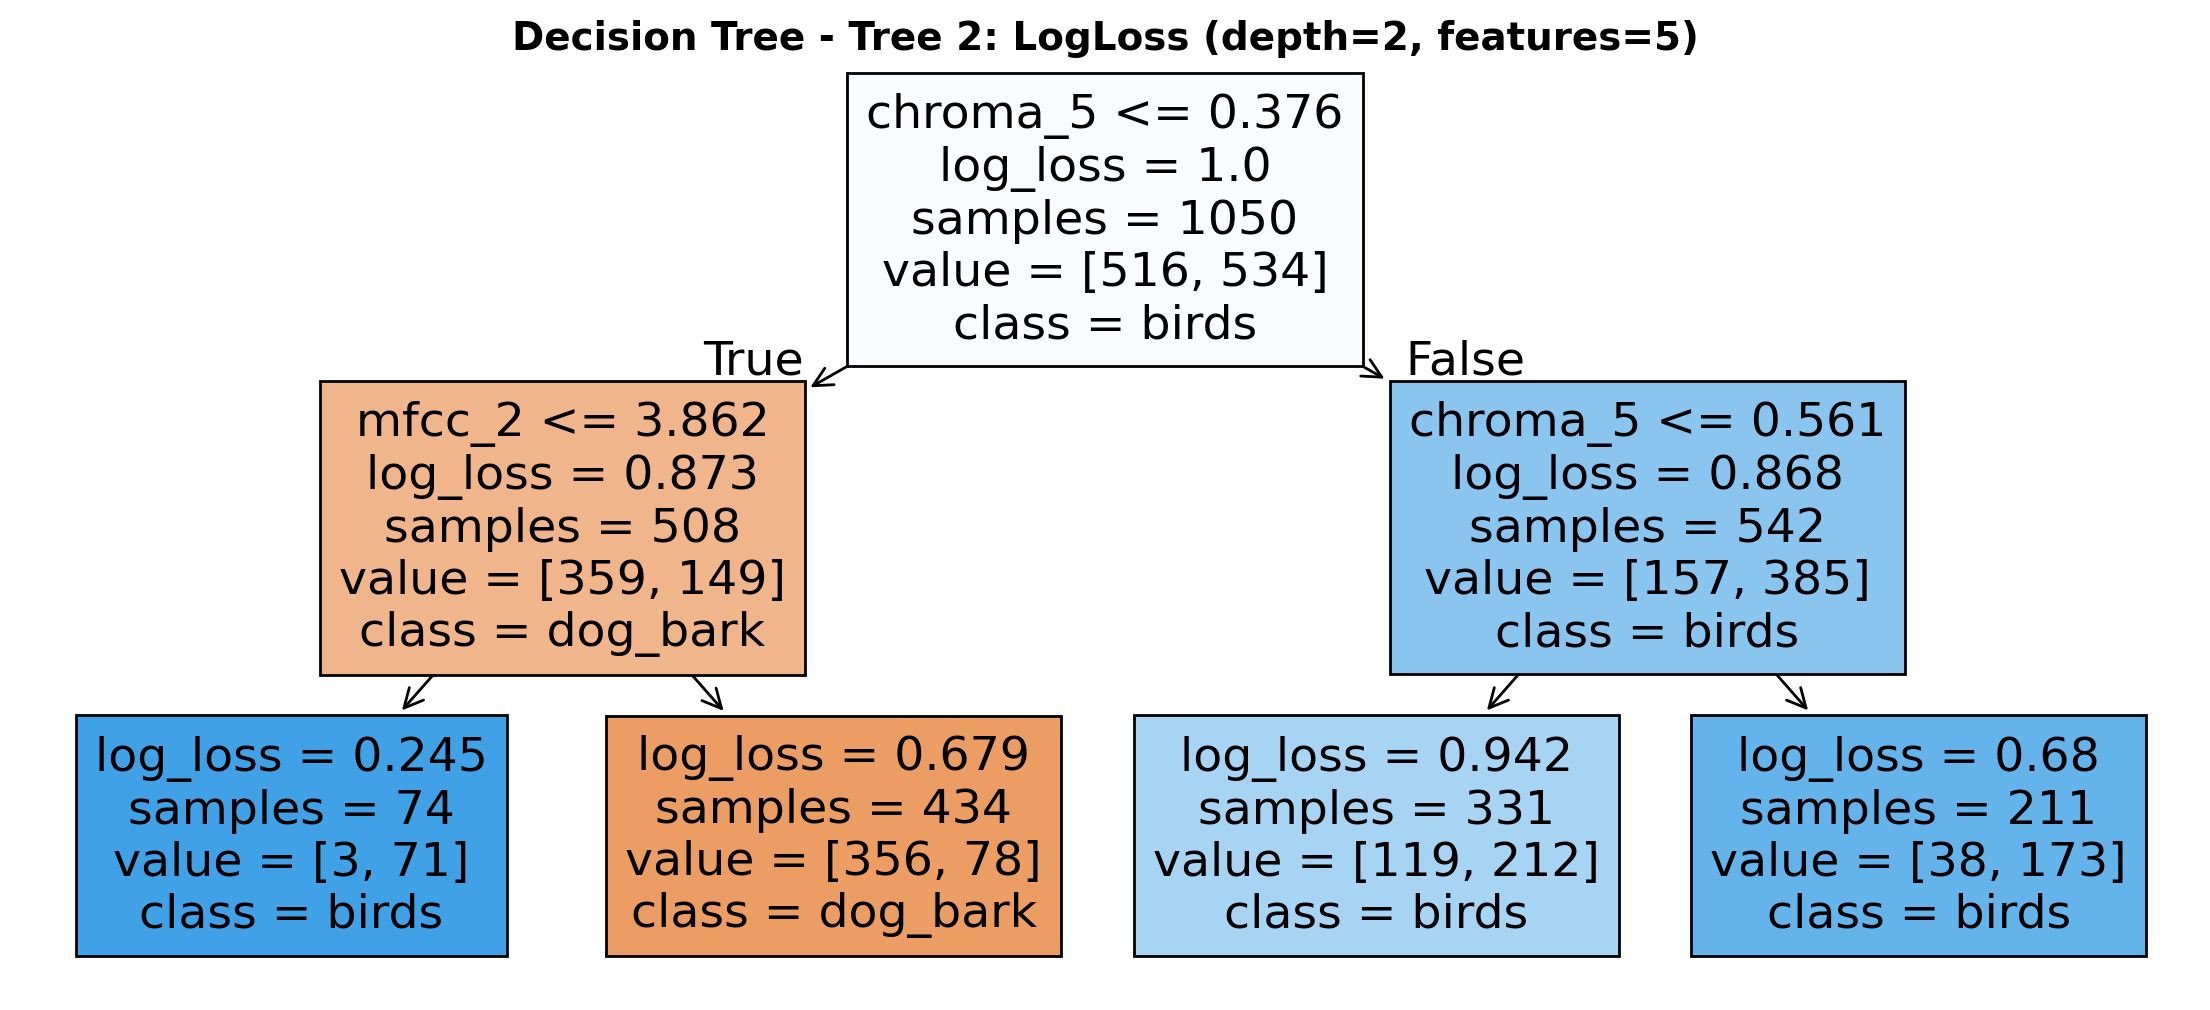 Decision Tree - Tree 2: LogLoss (depth=2, features=5)
chroma_5 <= 0.376
log_loss = 1.0
samples = 1050
value = [516, 534]
class = birds
True
False
mfcc_2 <= 3.862
log_loss = 0.873
samples = 508
value = [359, 149]
class = dog_bark
chroma_5 <= 0.561
log_loss = 0.868
samples = 542
value = [157, 385]
class = birds
log_loss = 0.245
samples = 74
value = [3, 71]
class = birds
log_loss = 0.679
samples = 434
value = [356, 78]
class = dog_bark
log_loss = 0.942
samples = 331
value = [119, 212]
class = birds
log_loss = 0.68
samples = 211
value = [38, 173]
class = birds